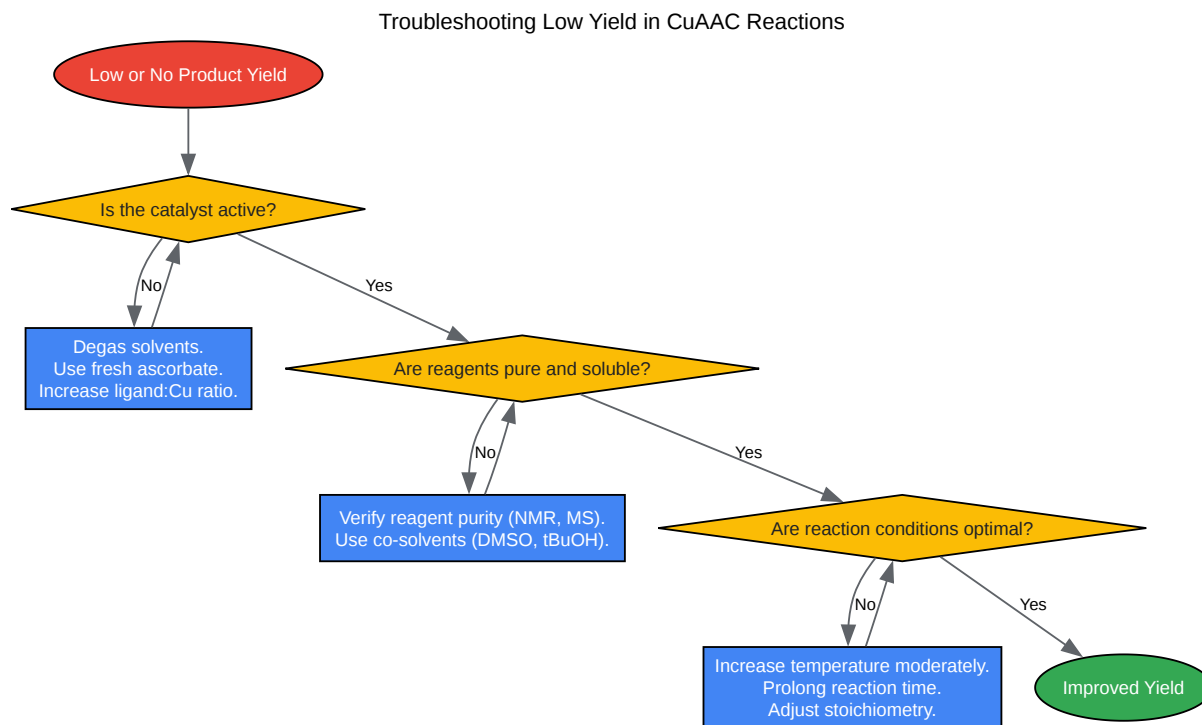 Troubleshooting Low Yield in CuAAC Reactions
Low or No Product Yield
Is the catalyst active?
No
Yes
Degas solvents.
Use fresh ascorbate.
Increase ligand:Cu ratio.
Are reagents pure and soluble?
No
Yes
Verify reagent purity (NMR, MS).
Use co-solvents (DMSO, tBuOH).
Are reaction conditions optimal?
No
Yes
Increase temperature moderately.
Prolong reaction time.
Adjust stoichiometry.
Improved Yield